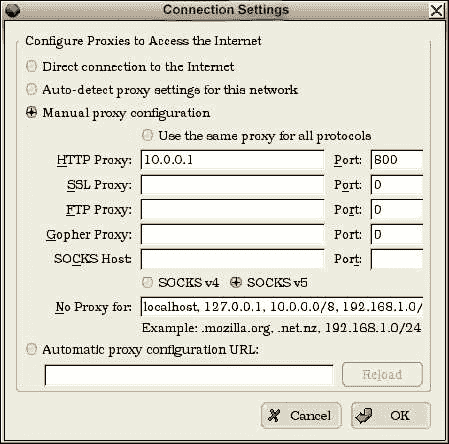 Connection Settings
Configure Proxies to Access the Internet
Direct connection to the Internet
Auto-detect proxy settings for this network
Manual proxy configuration
Use the same proxy for all protocols
HTTP Proxy: 10.0.0.1 Port: 800
SSL Proxy: Port: 0
FTP Proxy: Port: 0
Gopher Proxy: Port: 0
SOCKS Host: Port:
SOCKS v4 SOCKS v5
No Proxy for: localhost, 127.0.0.1, 10.0.0.0/8, 192.168.1.0/
Example: .mozilla.org, .net.nz, 192.168.1.0/24
Automatic proxy configuration URL:
Reload
Cancel OK